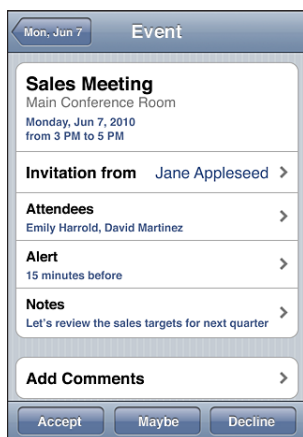 Mon, Jun 7
Event
Sales Meeting
Main Conference Room
Monday, Jun 7, 2010
from 3 PM to 5 PM
Invitation from Jane Appleseed
Attendees
Emily Harrold, David Martinez
Alert
15 minutes before
Notes
Let's review the sales targets for next quarter
Add Comments
Accept Maybe Decline